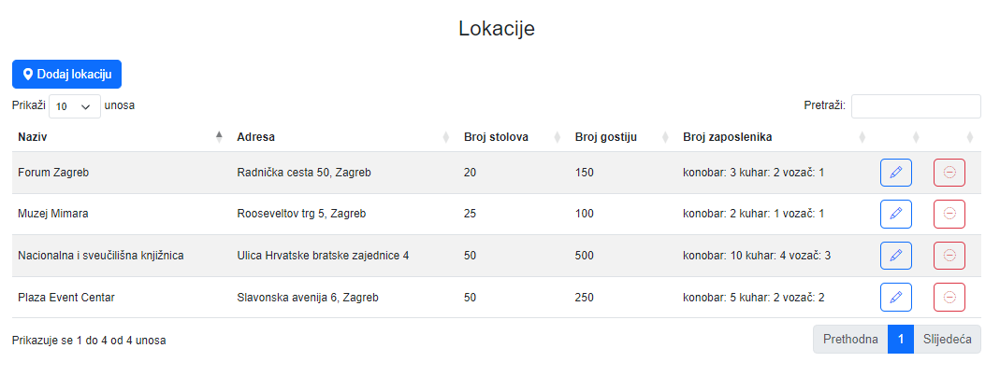 Lokacije
Dodaj lokaciju
Prikaži 10 unosa Pretraži:
Naziv Adresa Broj stolova Broj gostiju Broj zaposlenika
Forum Zagreb Radnička cesta 50, Zagreb 20 150 konobar: 3 kuhar: 2 vozač: 1
Muzej Mimara Rooseveltov trg 5, Zagreb 25 100 konobar: 2 kuhar: 1 vozač: 1
Nacionalna i sveučilišna knjižnica Ulica Hrvatske bratske zajednice 4 50 500 konobar: 10 kuhar: 4 vozač: 3
Plaza Event Centar Slavonska avenija 6, Zagreb 50 250 konobar: 5 kuhar: 2 vozač: 2
Prikazuje se 1 do 4 od 4 unosa Prethodna 1 Slijedeća